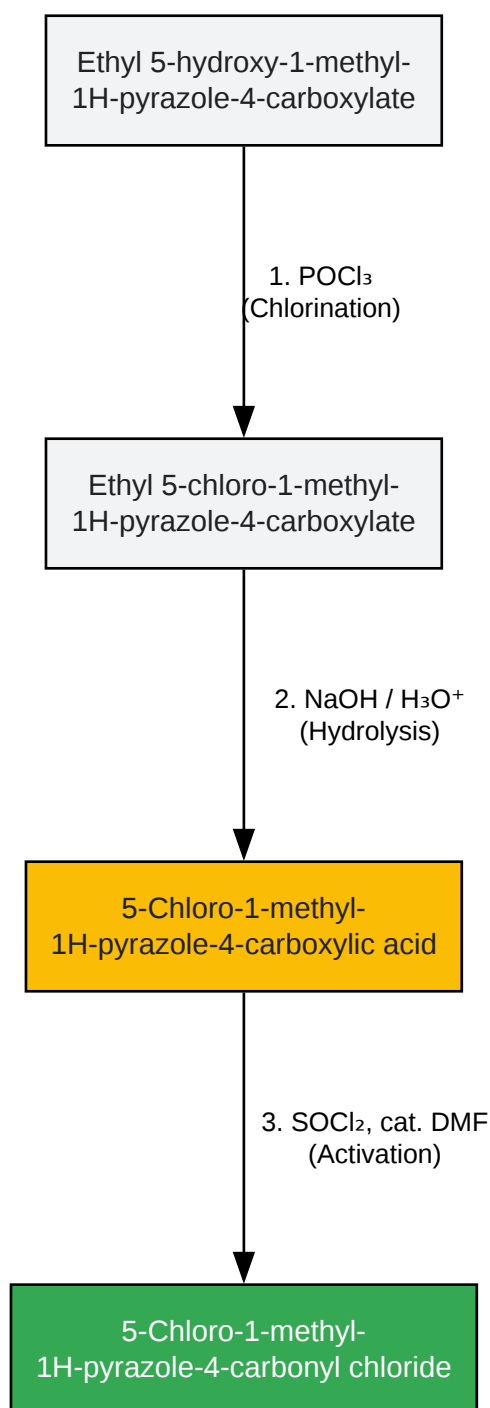 Ethyl 5-hydroxy-1-methyl-
1H-pyrazole-4-carboxylate
1. POCl₃
(Chlorination)
Ethyl 5-chloro-1-methyl-
1H-pyrazole-4-carboxylate
2. NaOH / H₃O⁺
(Hydrolysis)
5-Chloro-1-methyl-
1H-pyrazole-4-carboxylic acid
3. SOCl₂, cat. DMF
(Activation)
5-Chloro-1-methyl-
1H-pyrazole-4-carbonyl chloride